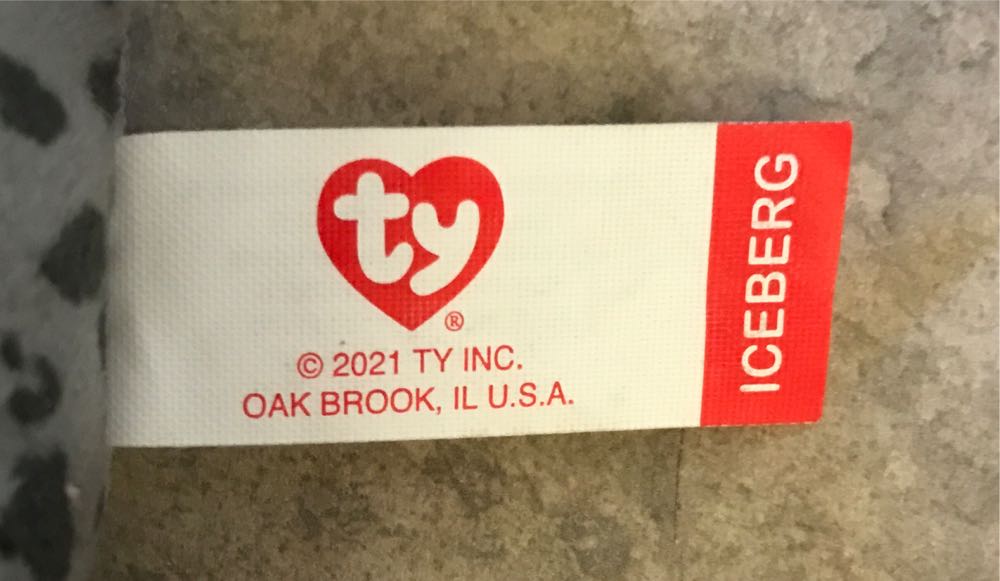 ty
®
© 2021 TY INC.
OAK BROOK, IL U.S.A.
ICEBERG